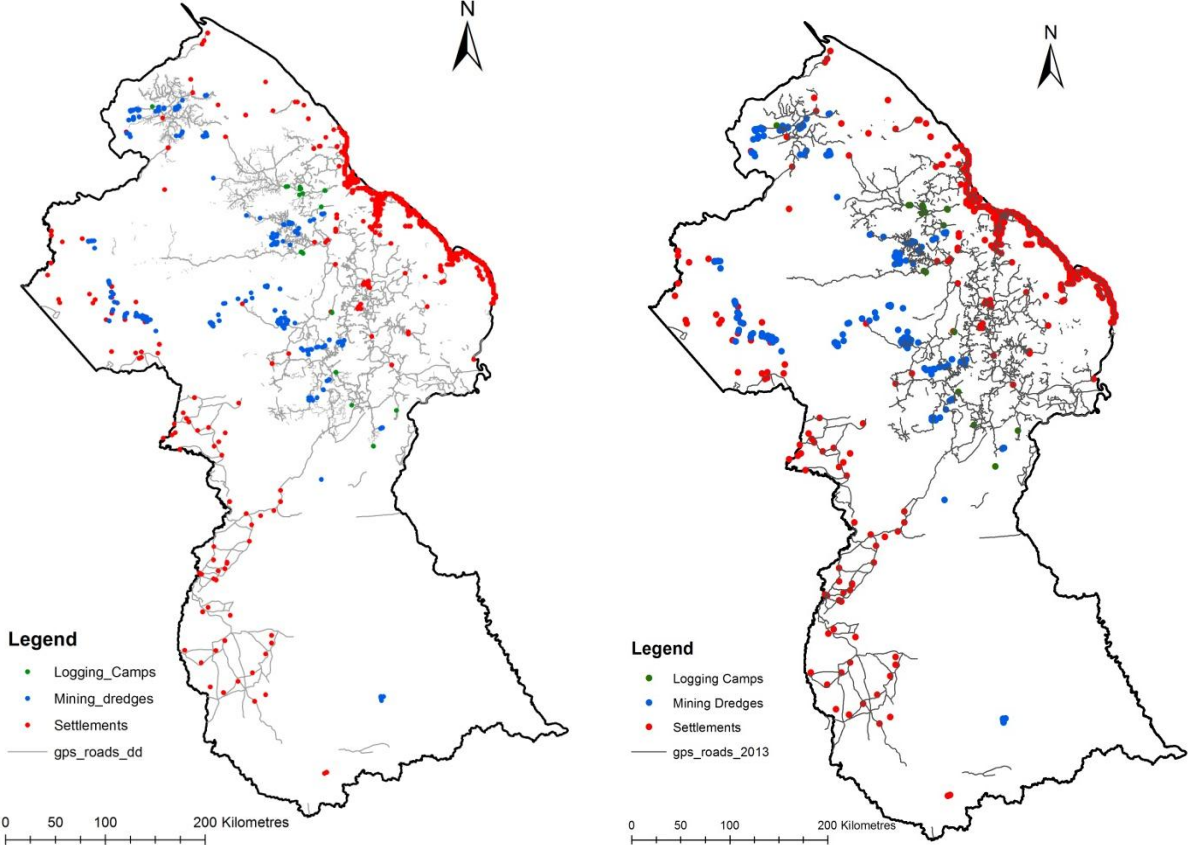 N
Legend
Logging_Camps
Mining_dredges
Settlements
gps_roads_dd
0 50 100 200 Kilometres
N
Legend
Logging Camps
Mining Dredges
Settlements
gps_roads_2013
0 50 100 200 Kilometres